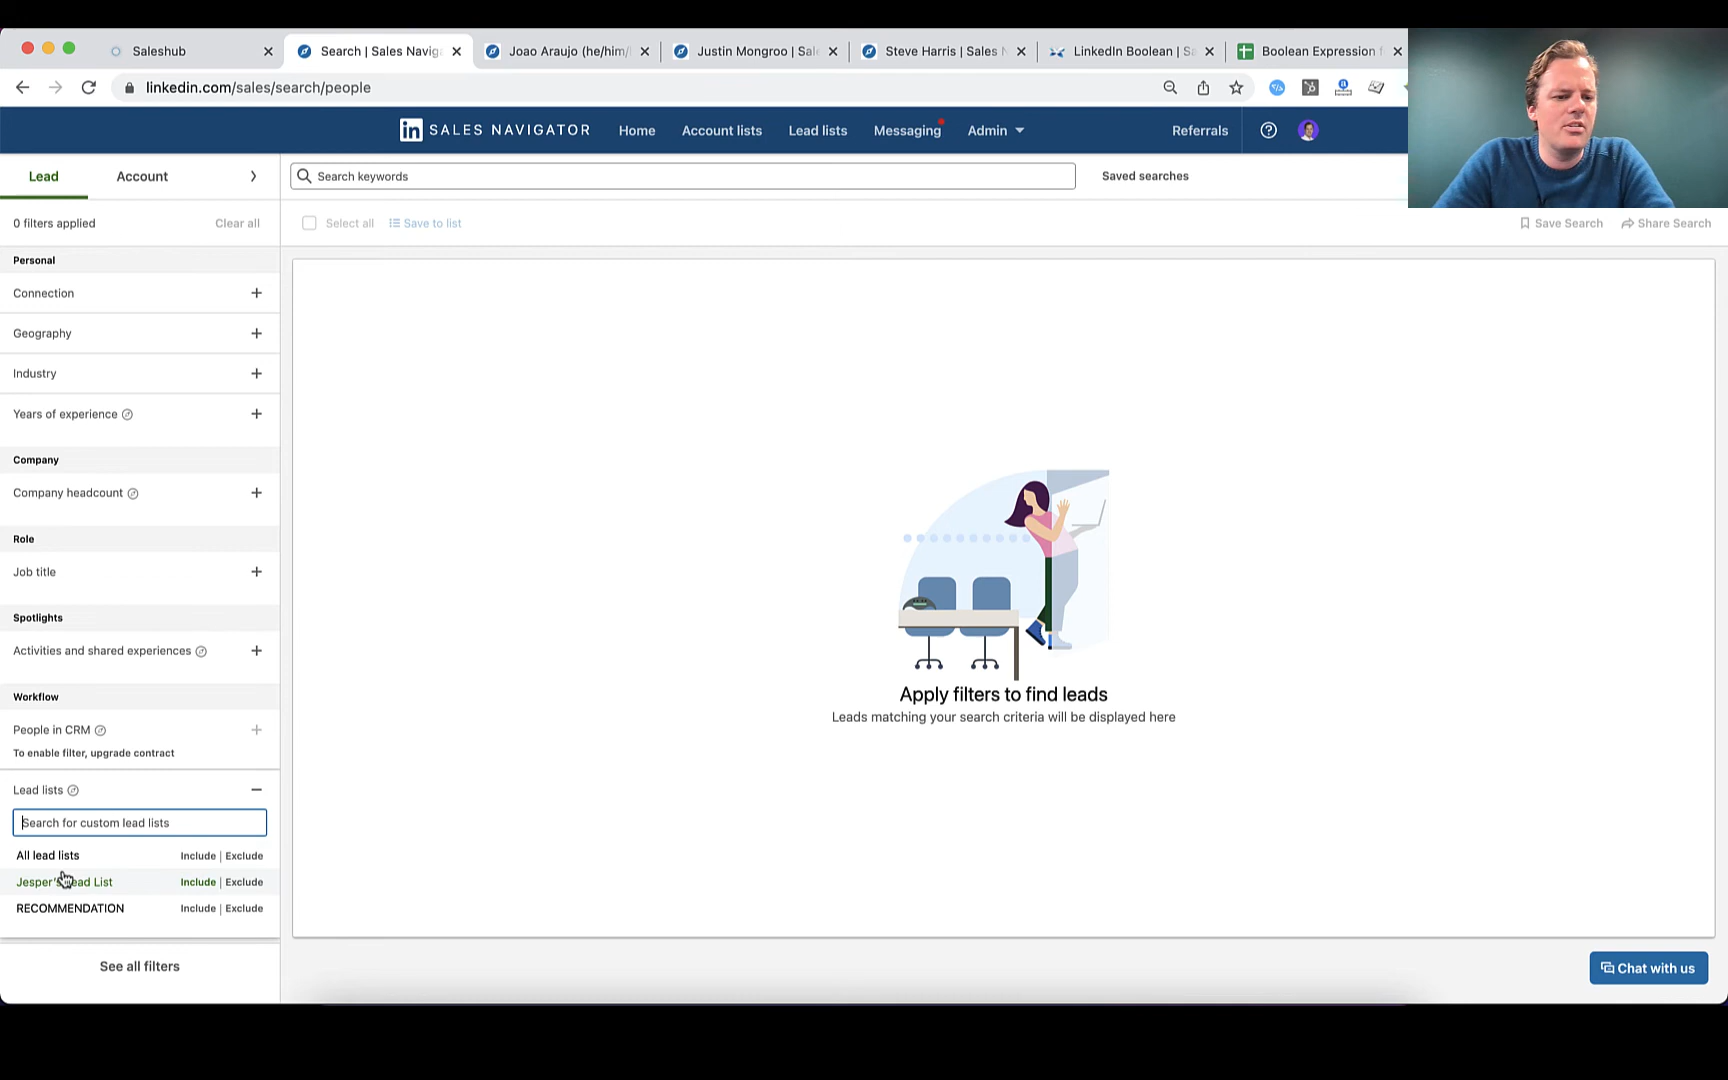 Saleshub
Search | Sales Navig
Joao Araujo (he/him/
Justin Mongroo | Sal
Steve Harris | Sales N
LinkedIn Boolean | Sa
Boolean Expression f
linkedin.com/sales/search/people
in SALES NAVIGATOR
Home
Account lists
Lead lists
Messaging
Admin
Referrals
Lead
Account
Search keywords
Saved searches
0 filters applied
Clear all
Select all
Save to list
Save Search
Share Search
Personal
Connection
Geography
Industry
Years of experience
Company
Company headcount
Role
Job title
Spotlights
Activities and shared experiences
Workflow
People in CRM
To enable filter, upgrade contract
Lead lists
Search for custom lead lists
All lead lists Include | Exclude
Jesper's Lead List Include | Exclude
RECOMMENDATION Include | Exclude
See all filters
Apply filters to find leads
Leads matching your search criteria will be displayed here
Chat with us